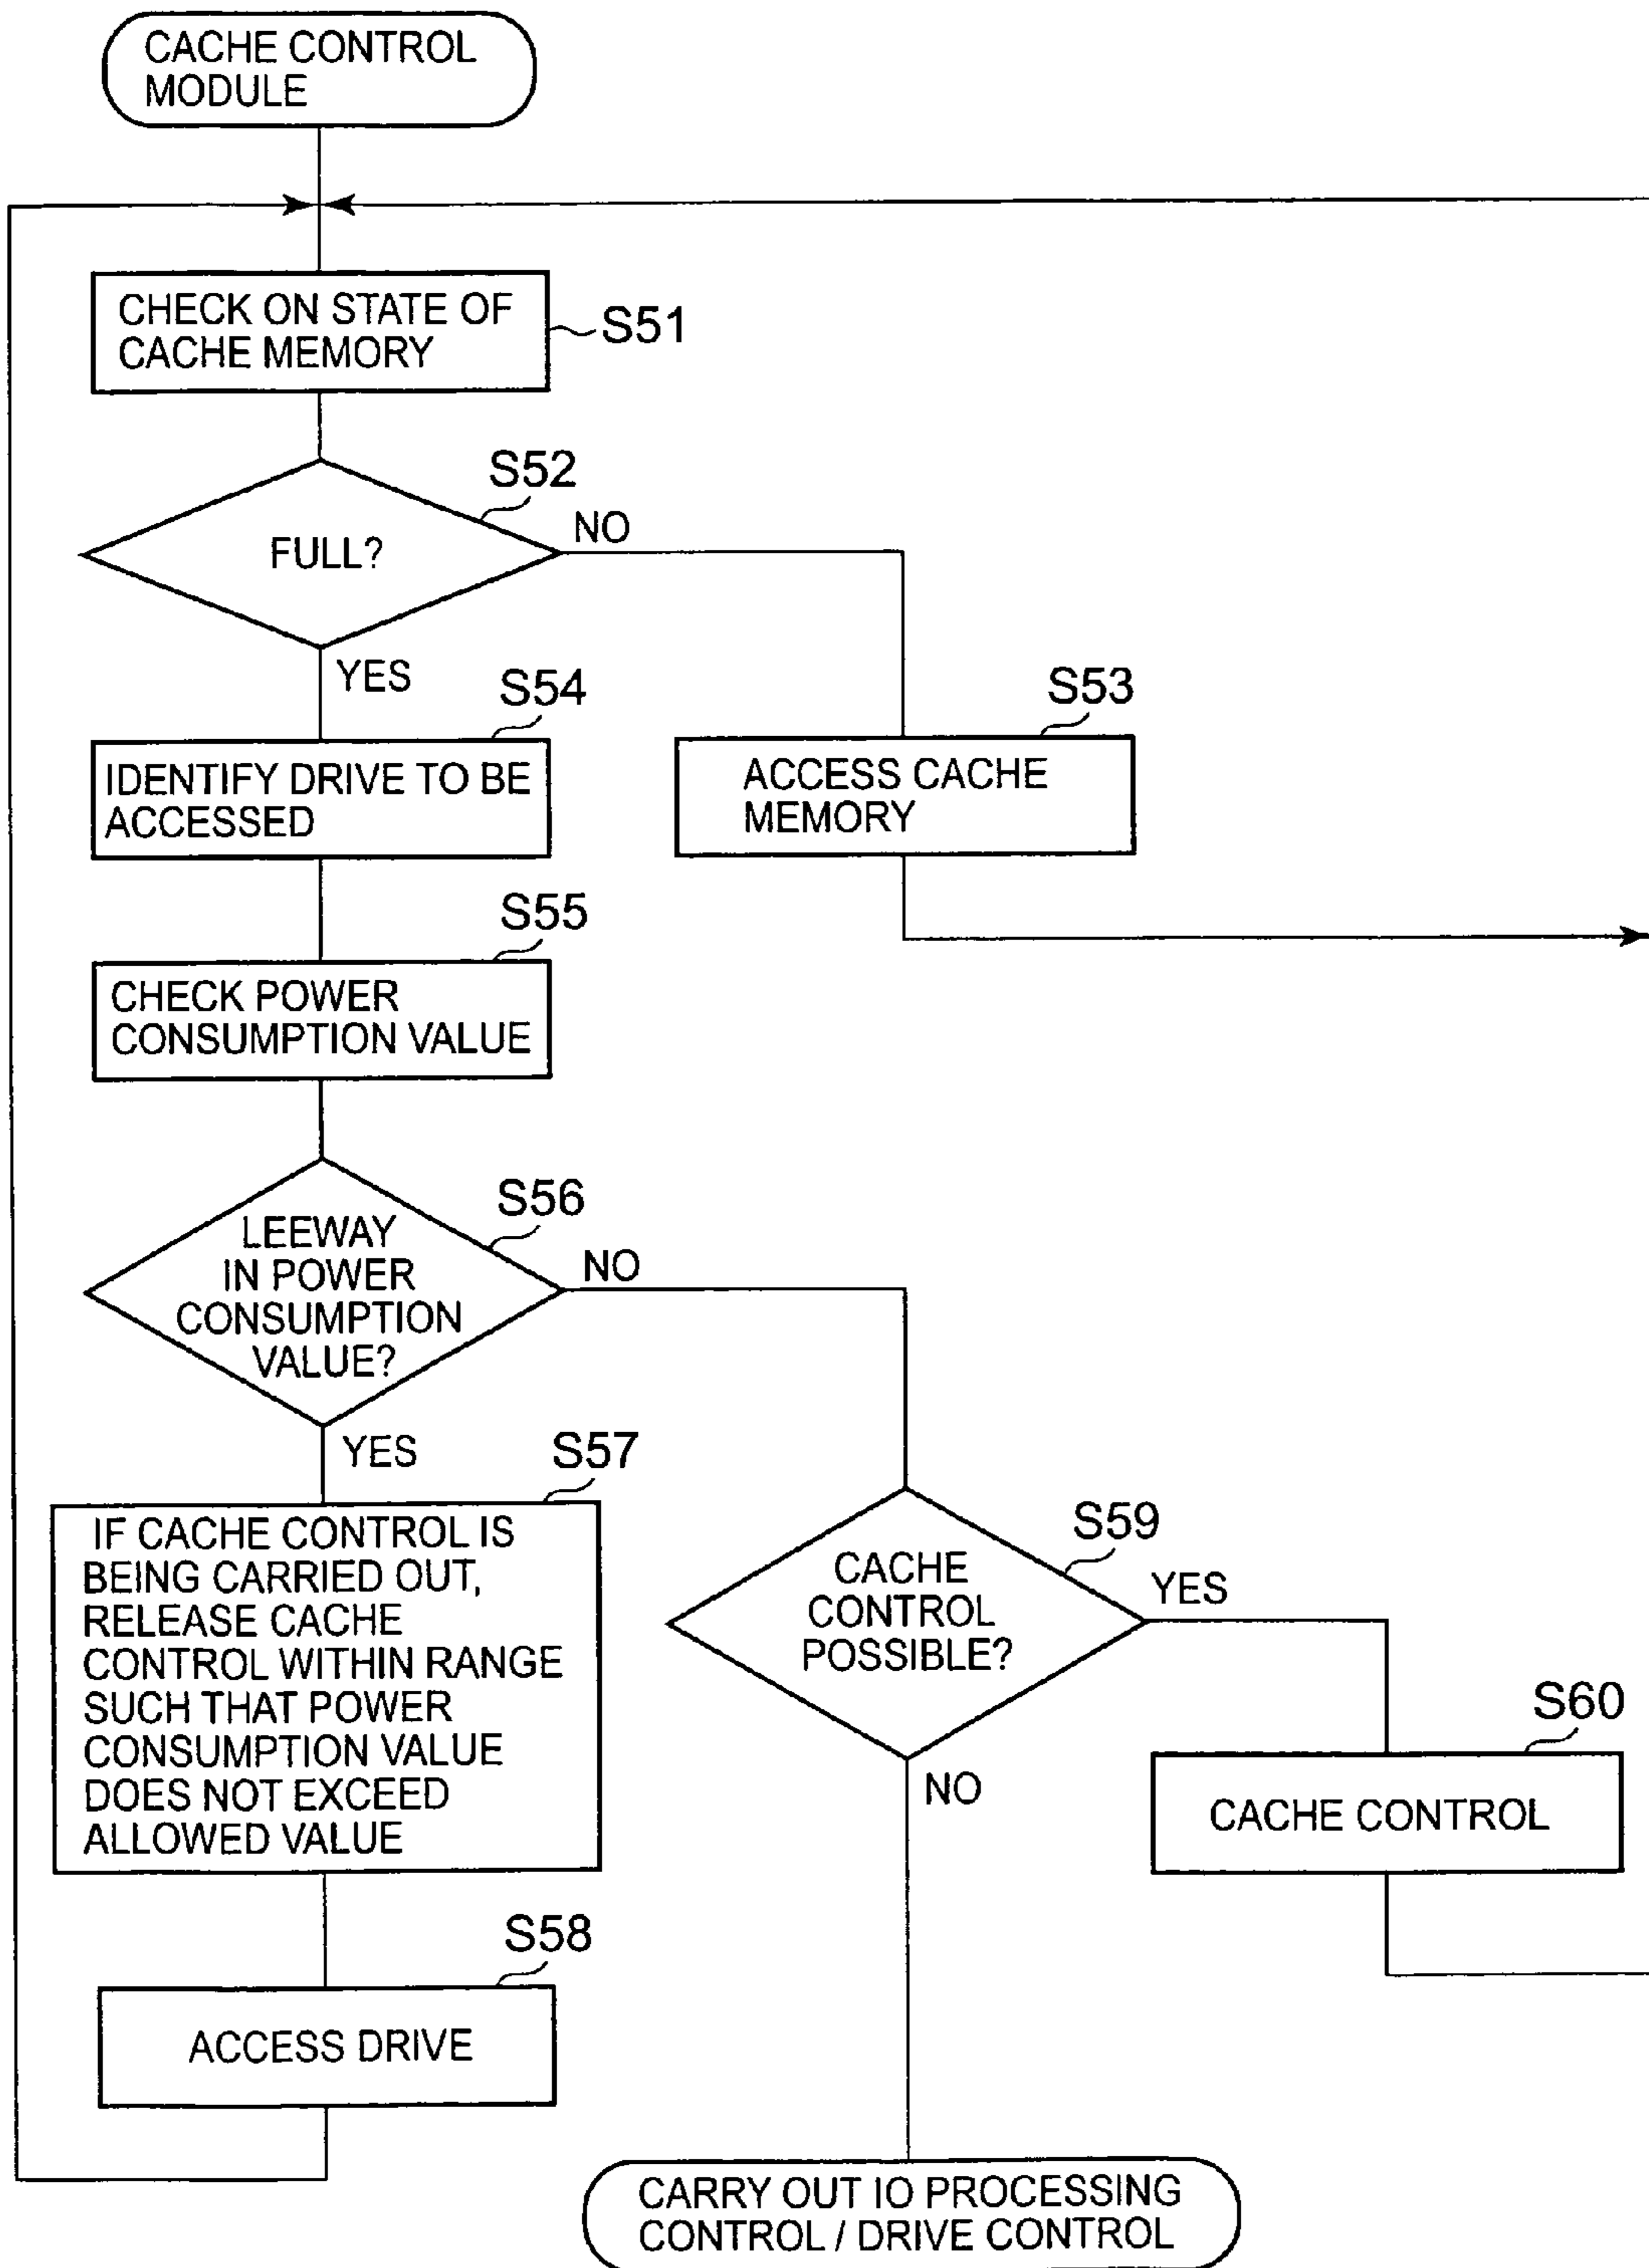 CACHE CONTROL
MODULE
CHECK ON STATE OF
CACHE MEMORY
S51
S52
FULL?
NO
YES
S54
IDENTIFY DRIVE TO BE
ACCESSED
S53
ACCESS CACHE
MEMORY
S55
CHECK POWER
CONSUMPTION VALUE
S56
LEEWAY
IN POWER
CONSUMPTION
VALUE?
NO
YES
S57
IF CACHE CONTROL IS
BEING CARRIED OUT,
RELEASE CACHE
CONTROL WITHIN RANGE
SUCH THAT POWER
CONSUMPTION VALUE
DOES NOT EXCEED
ALLOWED VALUE
S59
CACHE
CONTROL
POSSIBLE?
YES
NO
S60
CACHE CONTROL
S58
ACCESS DRIVE
CARRY OUT IO PROCESSING
CONTROL / DRIVE CONTROL